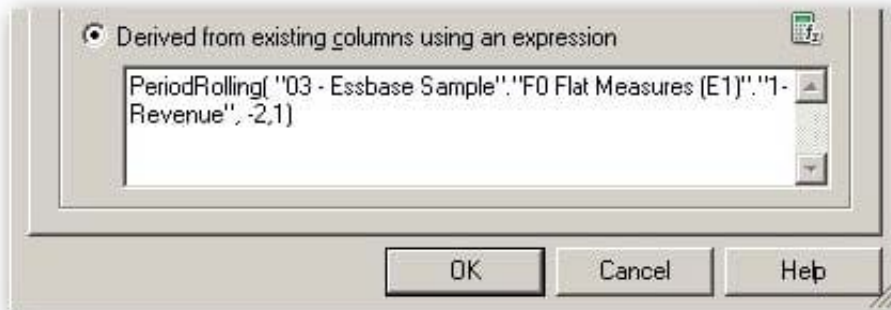 Derived from existing columns using an expression
PeriodRolling( "03 - Essbase Sample"."F0 Flat Measures (E1)"."1-
Revenue", -2,1)
OK Cancel Help